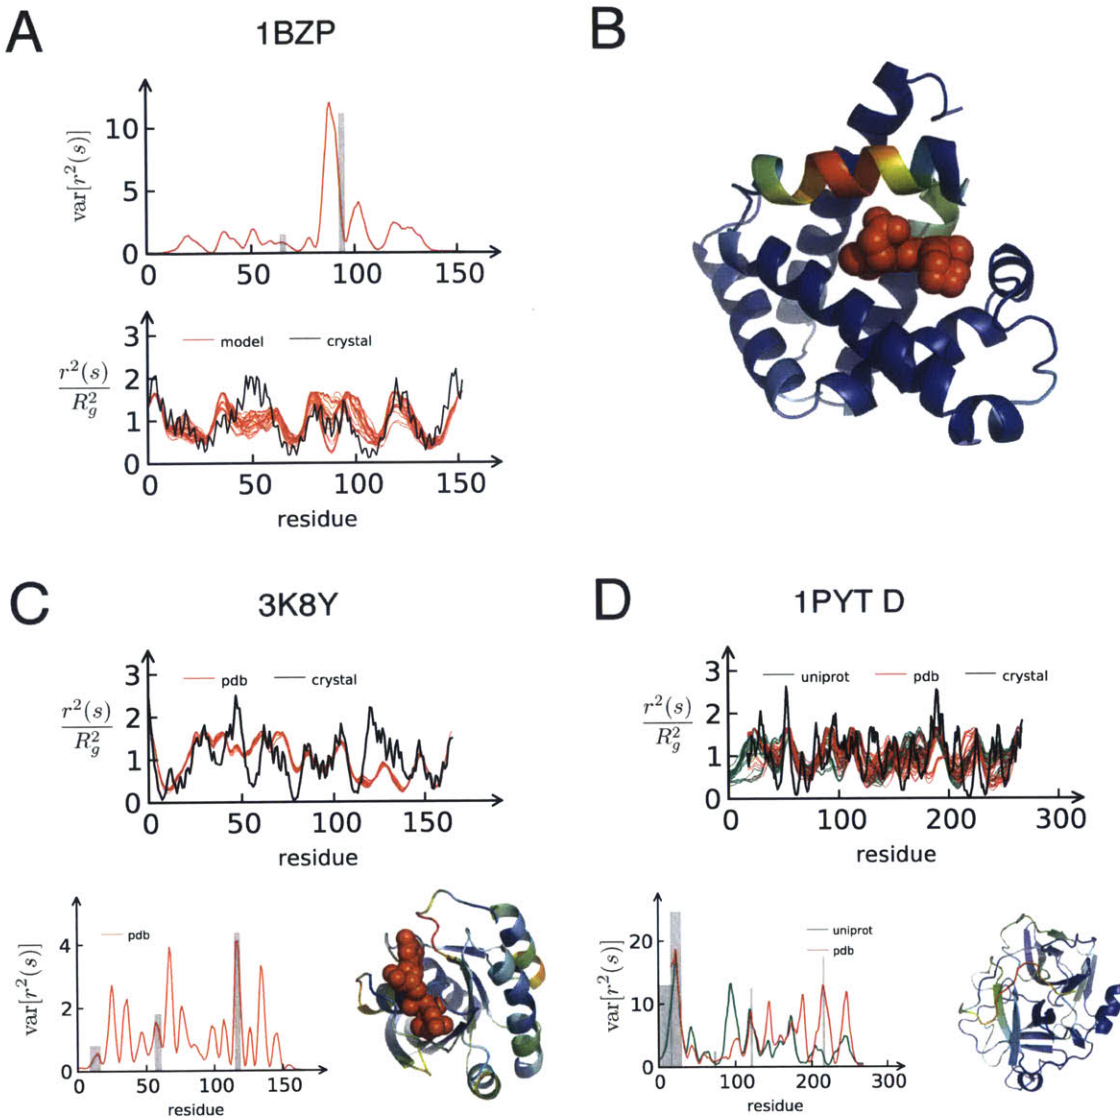 A
1BZP
B
10
5
0
var[r²(s)]
0 50 100 150
3
2
1
0
model crystal
r²(s)
R_g²
0 50 100 150
residue
C
3K8Y
D
1PYT D
3
2
1
0
pdb crystal
r²(s)
R_g²
0 50 100 150
residue
3
2
1
0
uniprot pdb crystal
r²(s)
R_g²
0 100 200 300
residue
4
2
0
pdb
var[r²(s)]
0 50 100 150
residue
20
10
0
uniprot
pdb
var[r²(s)]
0 100 200 300
residue